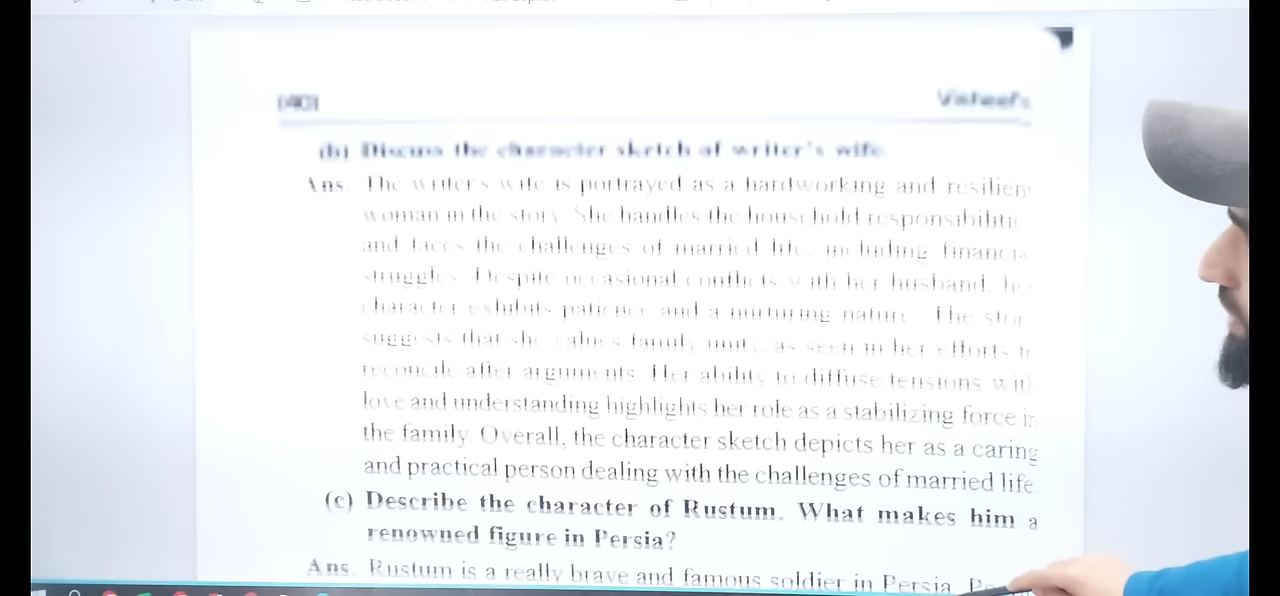 (b) Discuss the character sketch of writer's wife.
Ans. The writer's wife is portrayed as a hardworking and resilient
woman in the story. She handles the household responsibilitie
and faces the challenges of married life, including financia
struggles. Despite occasional conflicts with her husband, he
character exhibits patience and a nurturing nature. The stor
suggests that she values family unity, as seen in her efforts to
reconcile after arguments. Her ability to diffuse tensions with
love and understanding highlights her role as a stabilizing force in
the family. Overall, the character sketch depicts her as a caring
and practical person dealing with the challenges of married life.
(c) Describe the character of Rustum. What makes him a
renowned figure in Persia?
Ans. Rustum is a really brave and famous soldier in Persia.